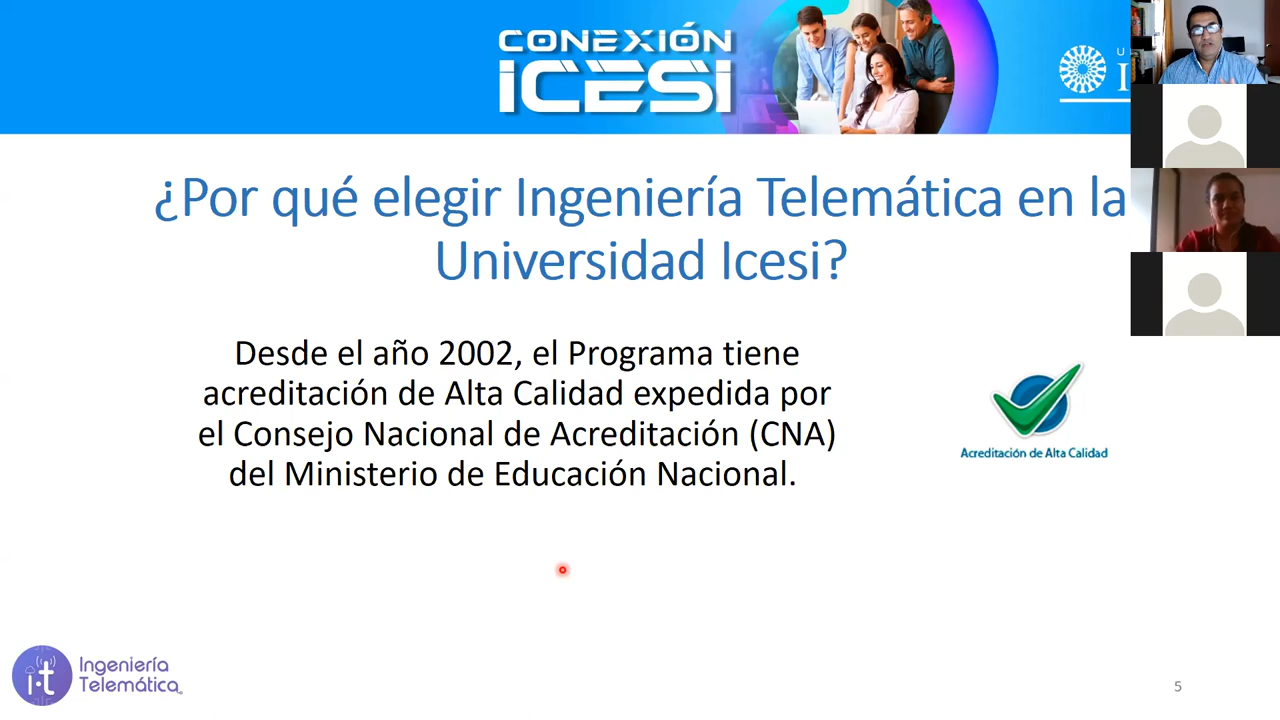 CONEXIÓN
ICESI
¿Por qué elegir Ingeniería Telemática en la
Universidad Icesi?
Desde el año 2002, el Programa tiene
acreditación de Alta Calidad expedida por
el Consejo Nacional de Acreditación (CNA)
del Ministerio de Educación Nacional.
Acreditación de Alta Calidad
i·t
Ingeniería
Telemática
5